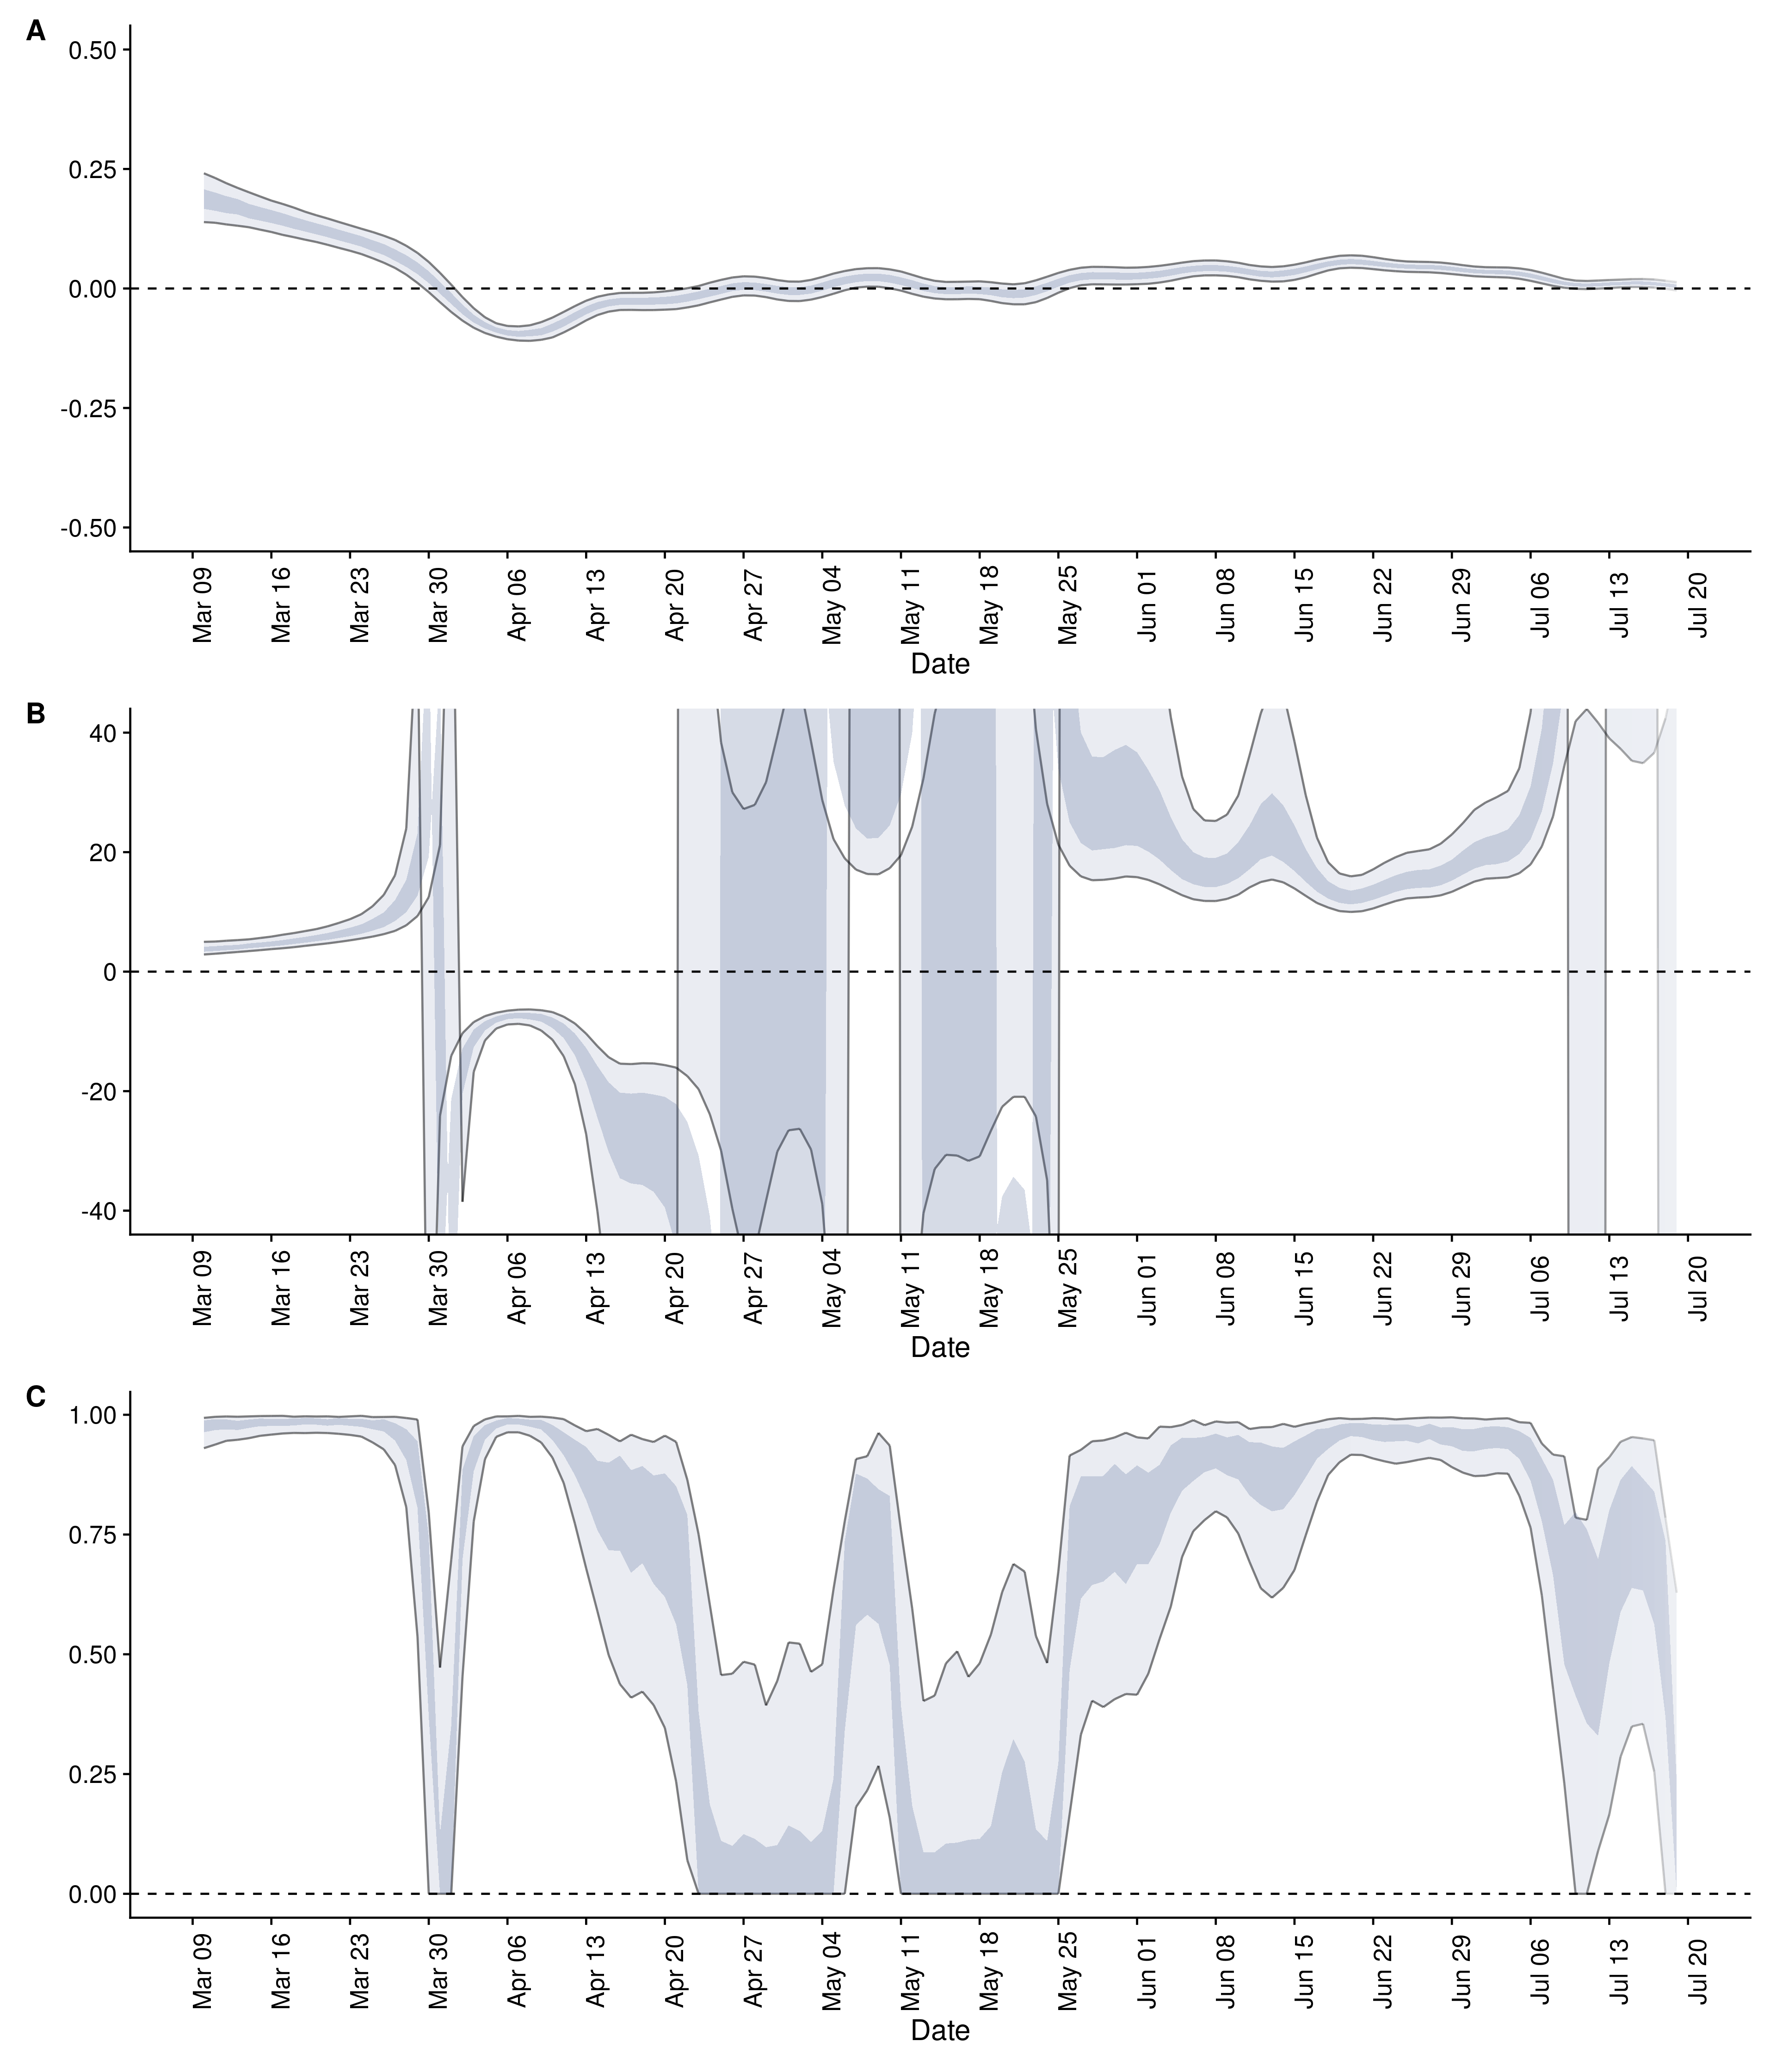 A
0.50
0.25
0.00
-0.25
-0.50
Mar 09
Mar 16
Mar 23
Mar 30
Apr 06
Apr 13
Apr 20
Apr 27
May 04
May 11
May 18
May 25
Jun 01
Jun 08
Jun 15
Jun 22
Jun 29
Jul 06
Jul 13
Jul 20
Date
B
40
20
0
-20
-40
Mar 09
Mar 16
Mar 23
Mar 30
Apr 06
Apr 13
Apr 20
Apr 27
May 04
May 11
May 18
May 25
Jun 01
Jun 08
Jun 15
Jun 22
Jun 29
Jul 06
Jul 13
Jul 20
Date
C
1.00
0.75
0.50
0.25
0.00
Mar 09
Mar 16
Mar 23
Mar 30
Apr 06
Apr 13
Apr 20
Apr 27
May 04
May 11
May 18
May 25
Jun 01
Jun 08
Jun 15
Jun 22
Jun 29
Jul 06
Jul 13
Jul 20
Date